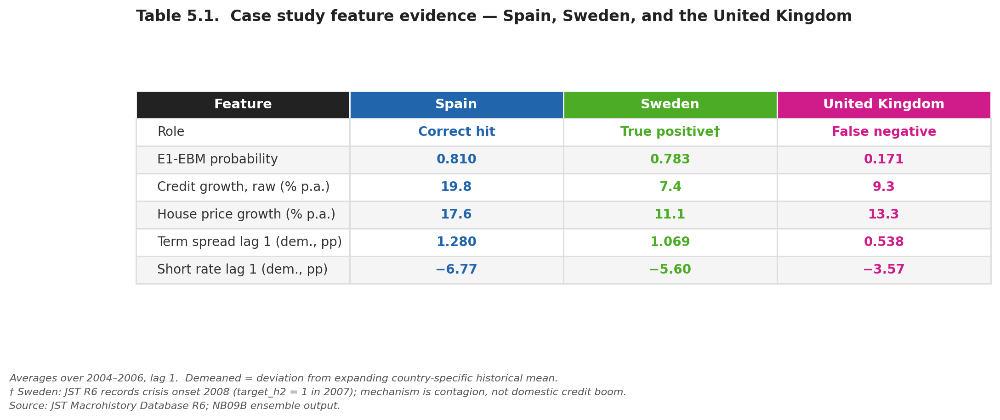 Table 5.1.  Case study feature evidence — Spain, Sweden, and the United Kingdom
Feature Spain Sweden United Kingdom
Role Correct hit True positive† False negative
E1-EBM probability 0.810 0.783 0.171
Credit growth, raw (% p.a.) 19.8 7.4 9.3
House price growth (% p.a.) 17.6 11.1 13.3
Term spread lag 1 (dem., pp) 1.280 1.069 0.538
Short rate lag 1 (dem., pp) −6.77 −5.60 −3.57
Averages over 2004–2006, lag 1.  Demeaned = deviation from expanding country-specific historical mean.
† Sweden: JST R6 records crisis onset 2008 (target_h2 = 1 in 2007); mechanism is contagion, not domestic credit boom.
Source: JST Macrohistory Database R6; NB09B ensemble output.